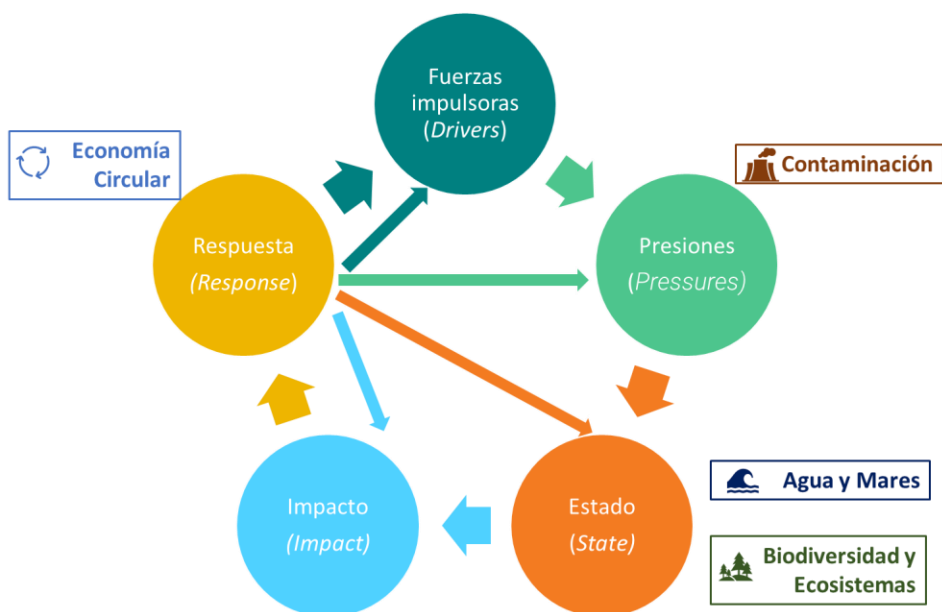 Fuerzas
impulsoras
(Drivers)
Economía
Circular
Contaminación
Respuesta
(Response)
Presiones
(Pressures)
Impacto
(Impact)
Estado
(State)
Agua y Mares
Biodiversidad y
Ecosistemas